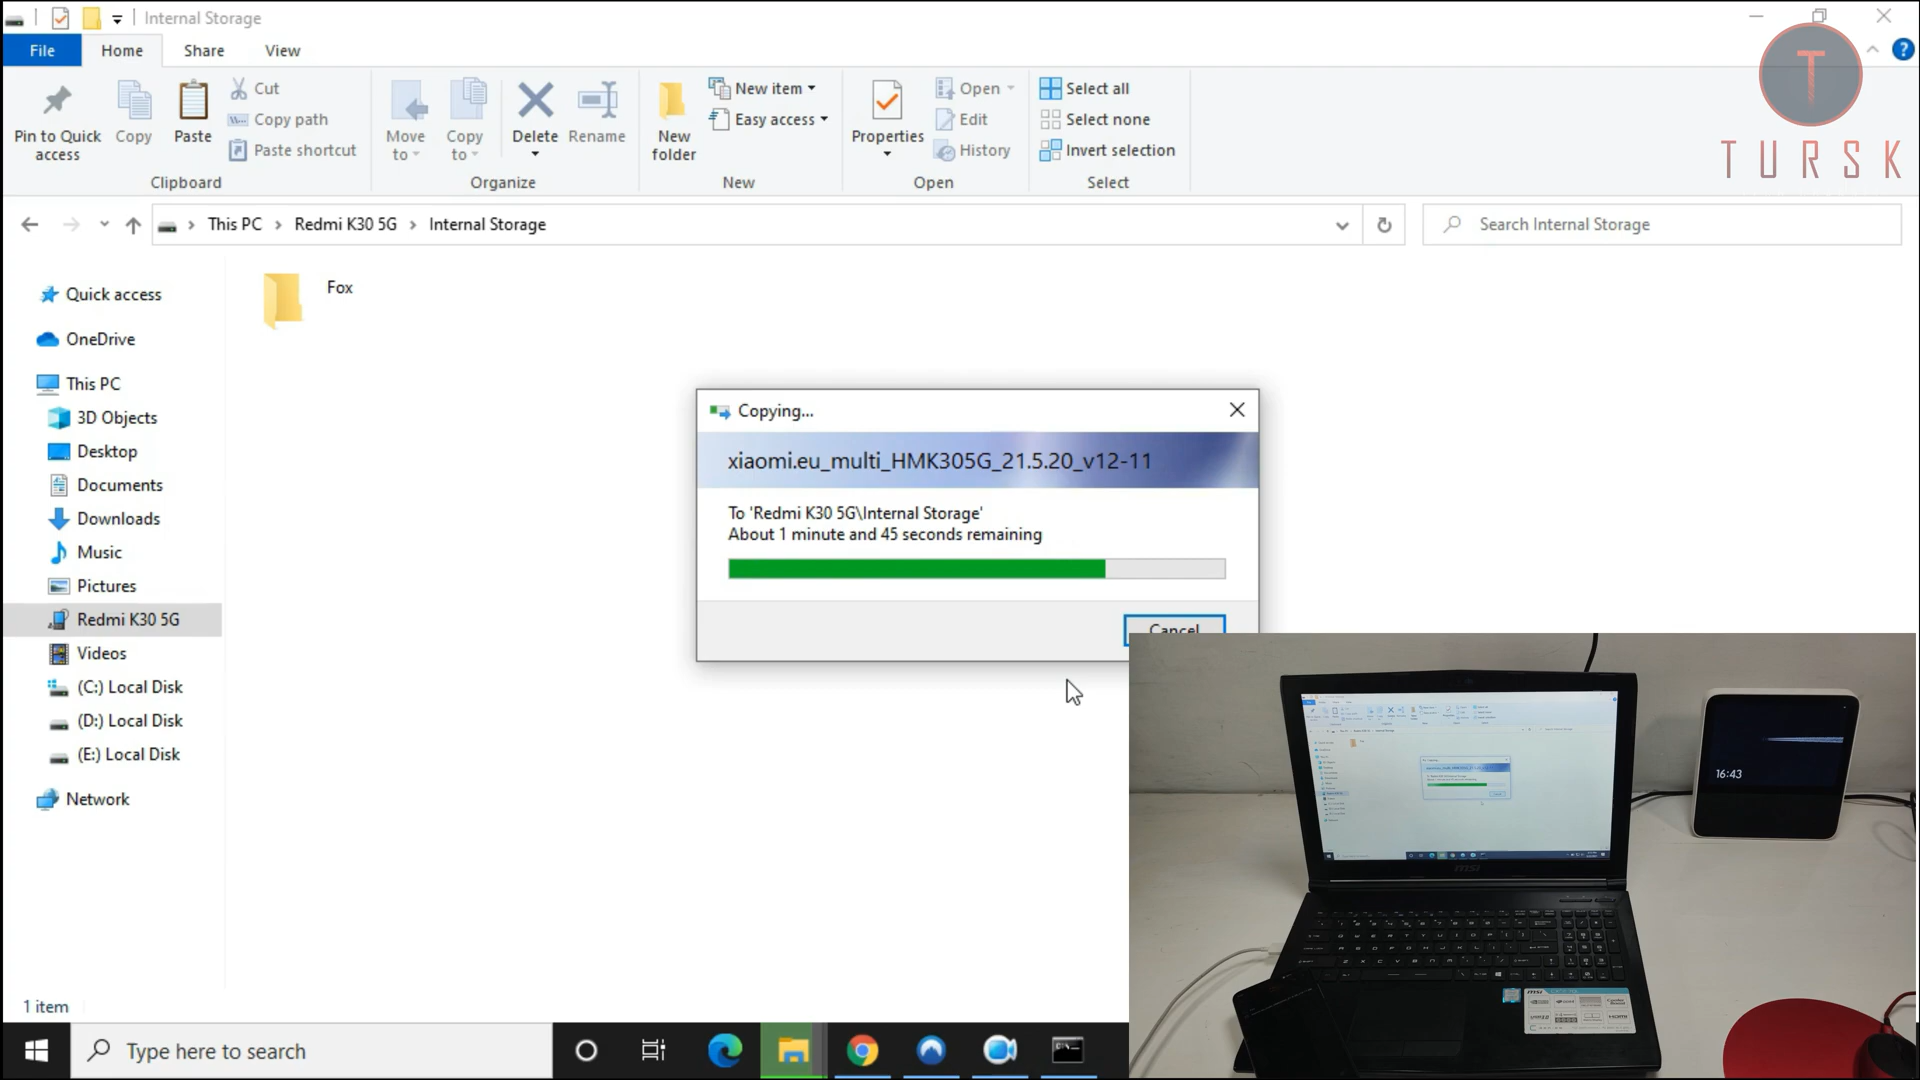 Internal Storage
File
Home
Share
View
Pin to Quick access
Copy
Paste
Cut
Copy path
Paste shortcut
Clipboard
Move to
Copy to
Delete
Rename
Organize
New folder
New item
Easy access
New
Properties
Open
Edit
History
Open
Select all
Select none
Invert selection
Select
T
TURSK
This PC
Redmi K30 5G
Internal Storage
Search Internal Storage
Quick access
OneDrive
This PC
3D Objects
Desktop
Documents
Downloads
Music
Pictures
Redmi K30 5G
Videos
(C:) Local Disk
(D:) Local Disk
(E:) Local Disk
Network
Fox
Copying...
xiaomi.eu_multi_HMK305G_21.5.20_v12-11
To 'Redmi K30 5G\Internal Storage'
About 1 minute and 45 seconds remaining
Cancel
16:43
msi
1 item
Type here to search